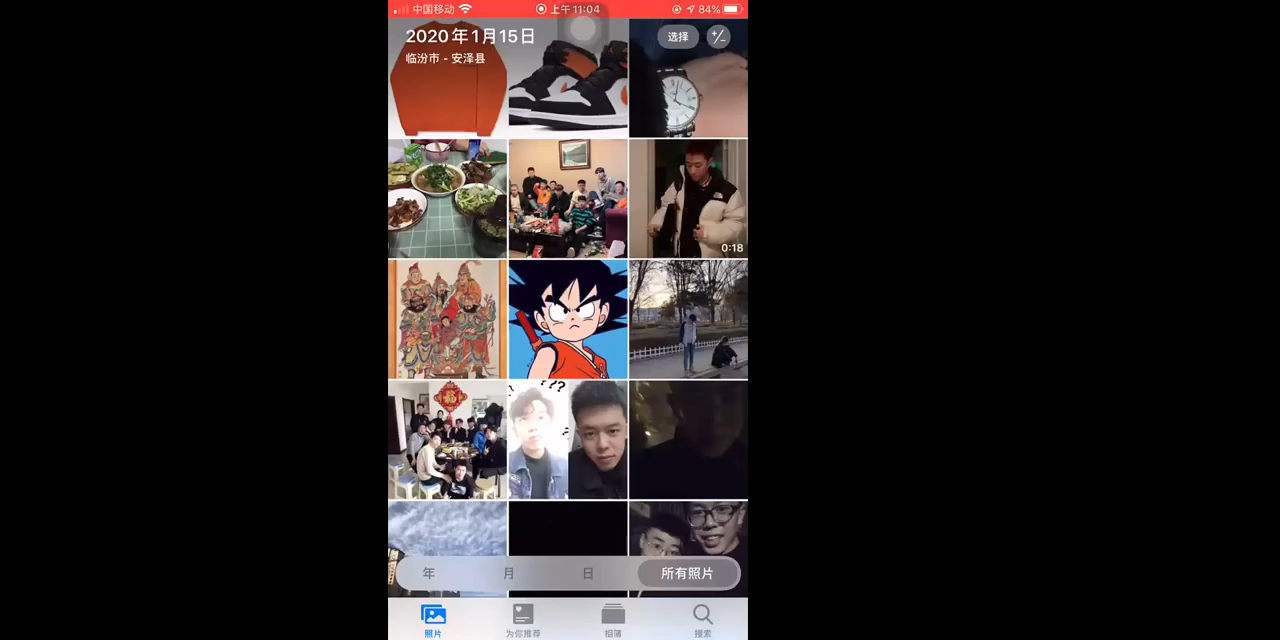 中国移动
上午11:04
84%
2020年1月15日
选择
临汾市 - 安泽县
0:18
福
???
?
年
月
日
所有照片
照片
为你推荐
相簿
搜索